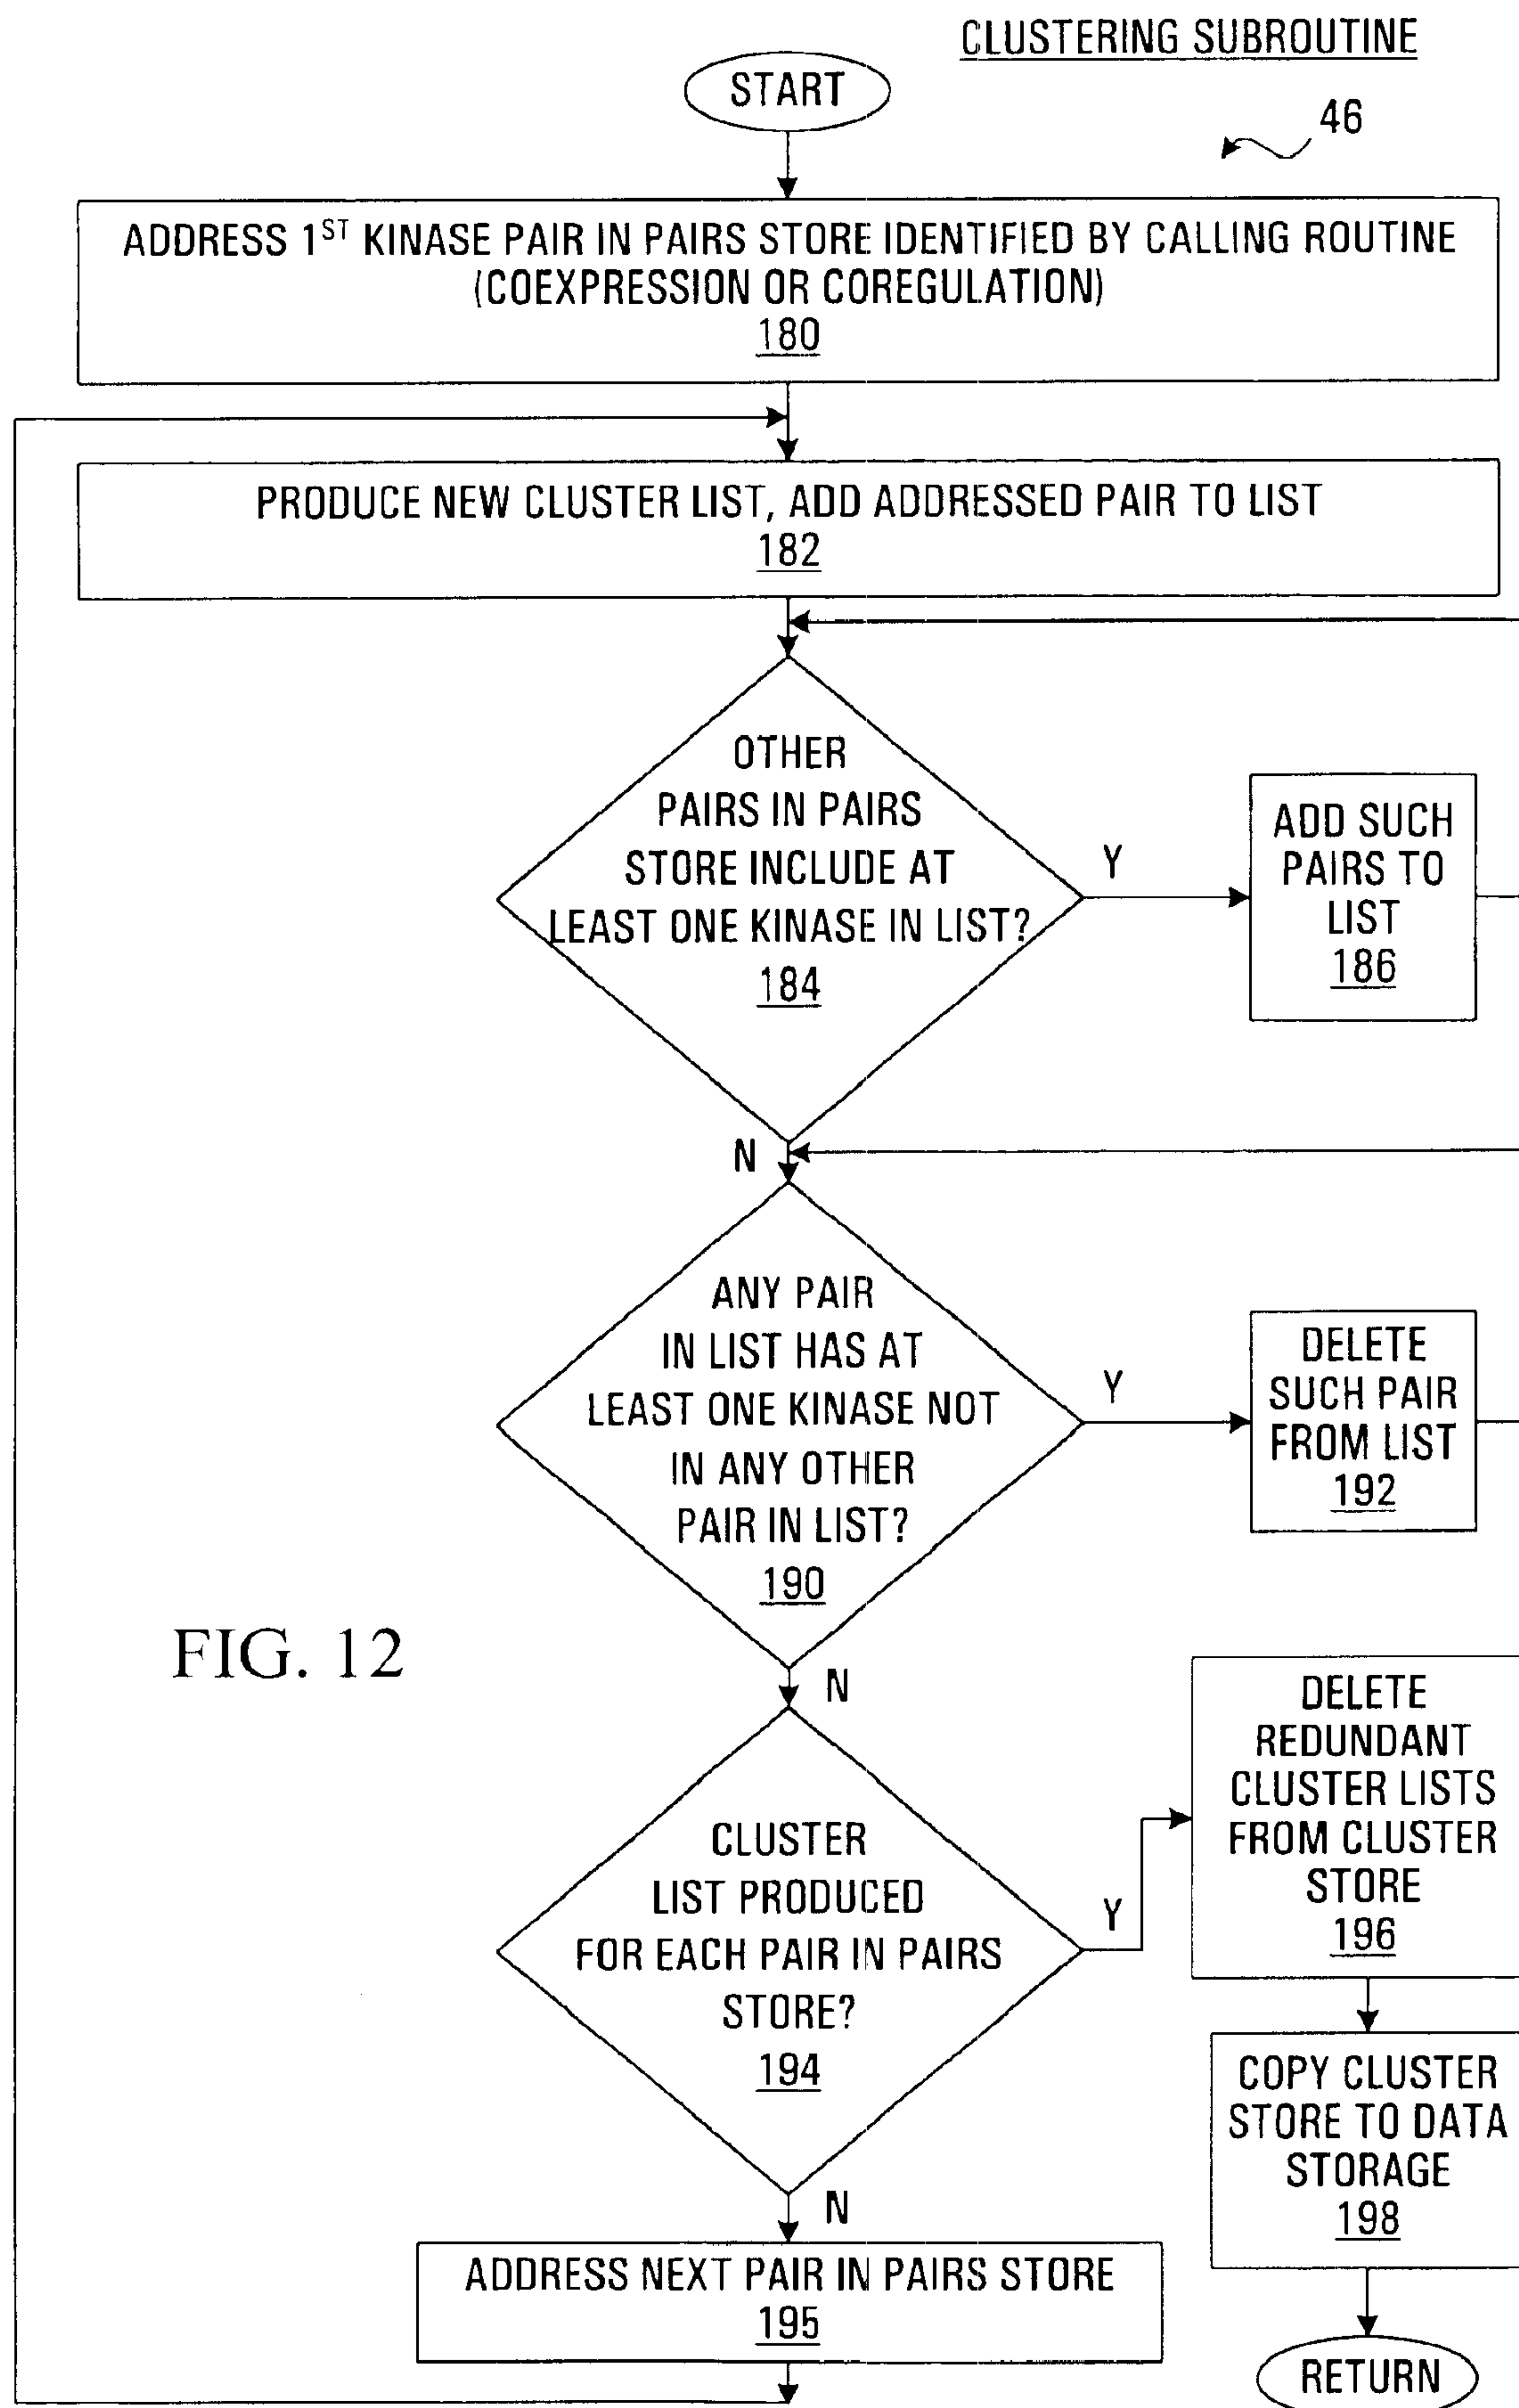 CLUSTERING SUBROUTINE
START
46
ADDRESS 1ST KINASE PAIR IN PAIRS STORE IDENTIFIED BY CALLING ROUTINE
(COEXPRESSION OR COREGULATION)
180
PRODUCE NEW CLUSTER LIST, ADD ADDRESSED PAIR TO LIST
182
OTHER
PAIRS IN PAIRS
STORE INCLUDE AT
LEAST ONE KINASE IN LIST?
184
Y
ADD SUCH
PAIRS TO
LIST
186
N
ANY PAIR
IN LIST HAS AT
LEAST ONE KINASE NOT
IN ANY OTHER
PAIR IN LIST?
190
Y
DELETE
SUCH PAIR
FROM LIST
192
FIG. 12
N
CLUSTER
LIST PRODUCED
FOR EACH PAIR IN PAIRS
STORE?
194
Y
DELETE
REDUNDANT
CLUSTER LISTS
FROM CLUSTER
STORE
196
COPY CLUSTER
STORE TO DATA
STORAGE
198
N
ADDRESS NEXT PAIR IN PAIRS STORE
195
RETURN